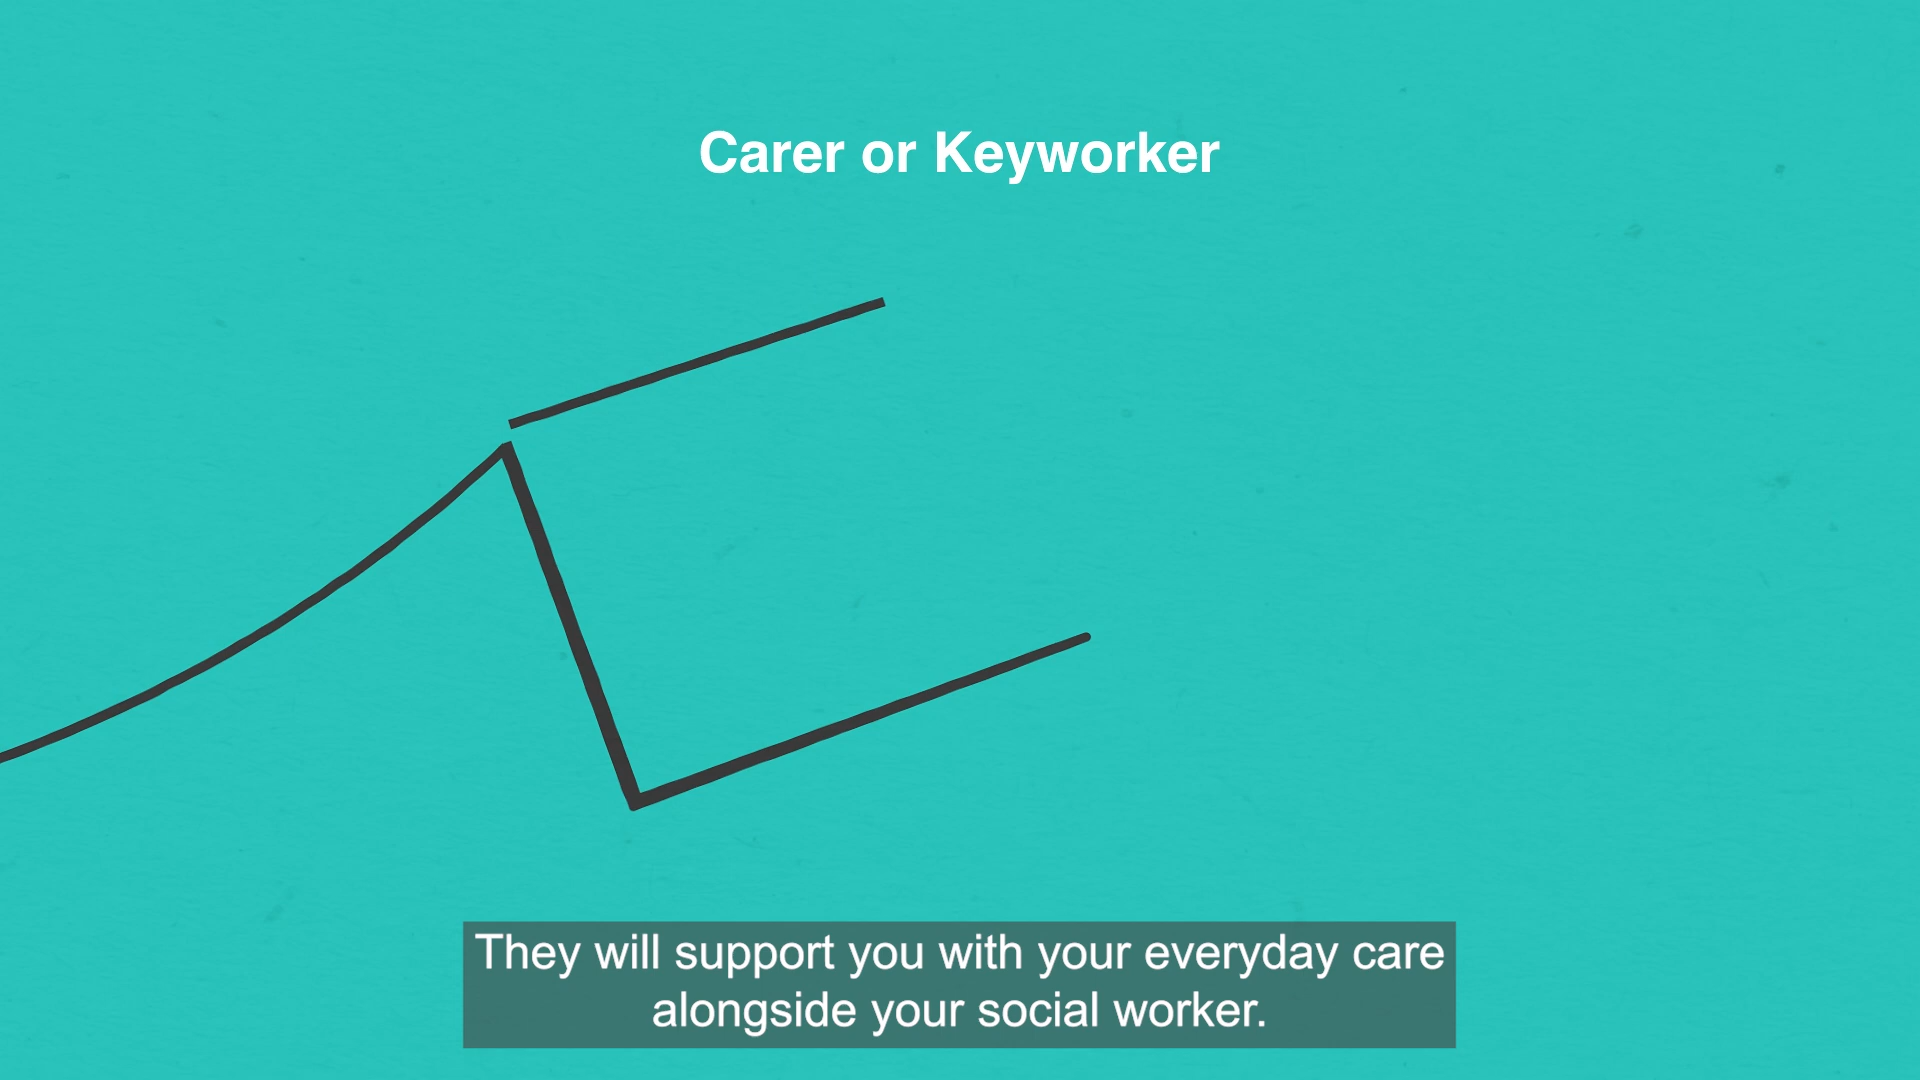 Carer or Keyworker
They will support you with your everyday care
alongside your social worker.